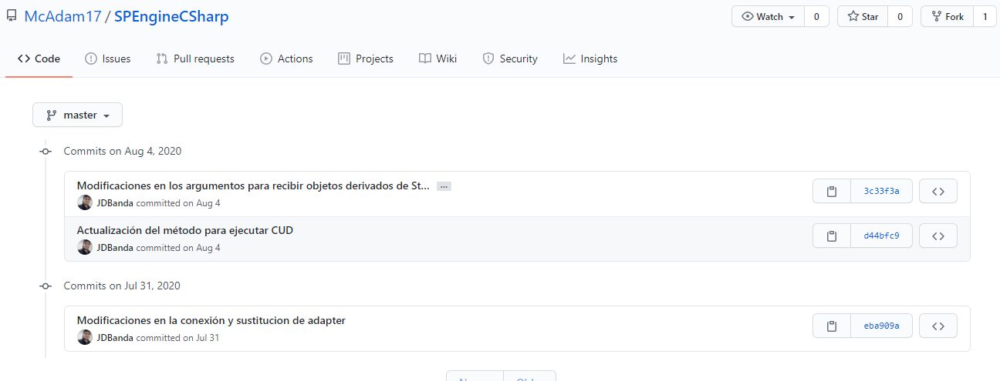 McAdam17 / SPEngineCSharp
Watch 0 Star 0 Fork 1
Code Issues Pull requests Actions Projects Wiki Security Insights
master
Commits on Aug 4, 2020
Modificaciones en los argumentos para recibir objetos derivados de St... …
3c33f3a
JDBanda committed on Aug 4
Actualización del método para ejecutar CUD
d44bfc9
JDBanda committed on Aug 4
Commits on Jul 31, 2020
Modificaciones en la conexión y sustitucion de adapter
eba909a
JDBanda committed on Jul 31